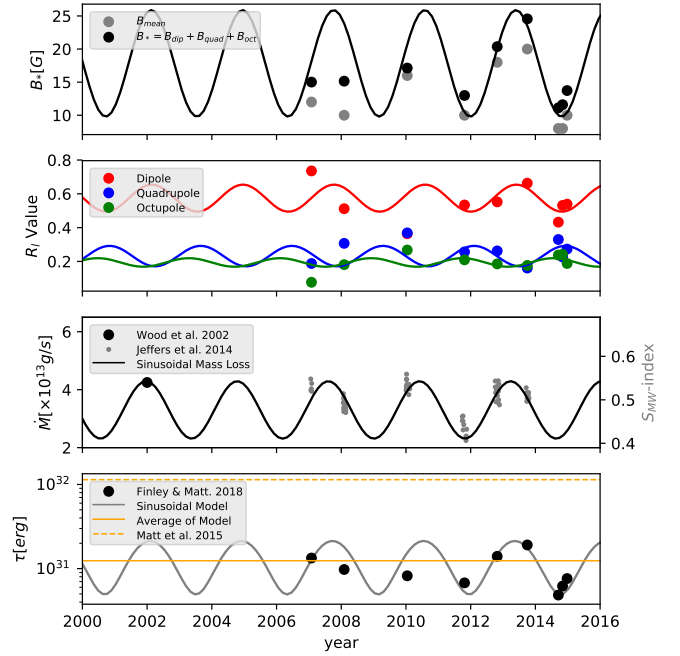 25
20
15
10
B*[G]
B_mean
B* = B_dip + B_quad + B_oct
0.8
0.6
0.4
0.2
R_l Value
Dipole
Quadrupole
Octupole
6
4
2
Ṁ[×10^13 g/s]
Wood et al. 2002
Jeffers et al. 2014
Sinusoidal Mass Loss
0.6
0.5
0.4
S_MW-index
10^32
10^31
τ[erg]
Finley & Matt. 2018
Sinusoidal Model
Average of Model
Matt et al. 2015
2000 2002 2004 2006 2008 2010 2012 2014 2016
year